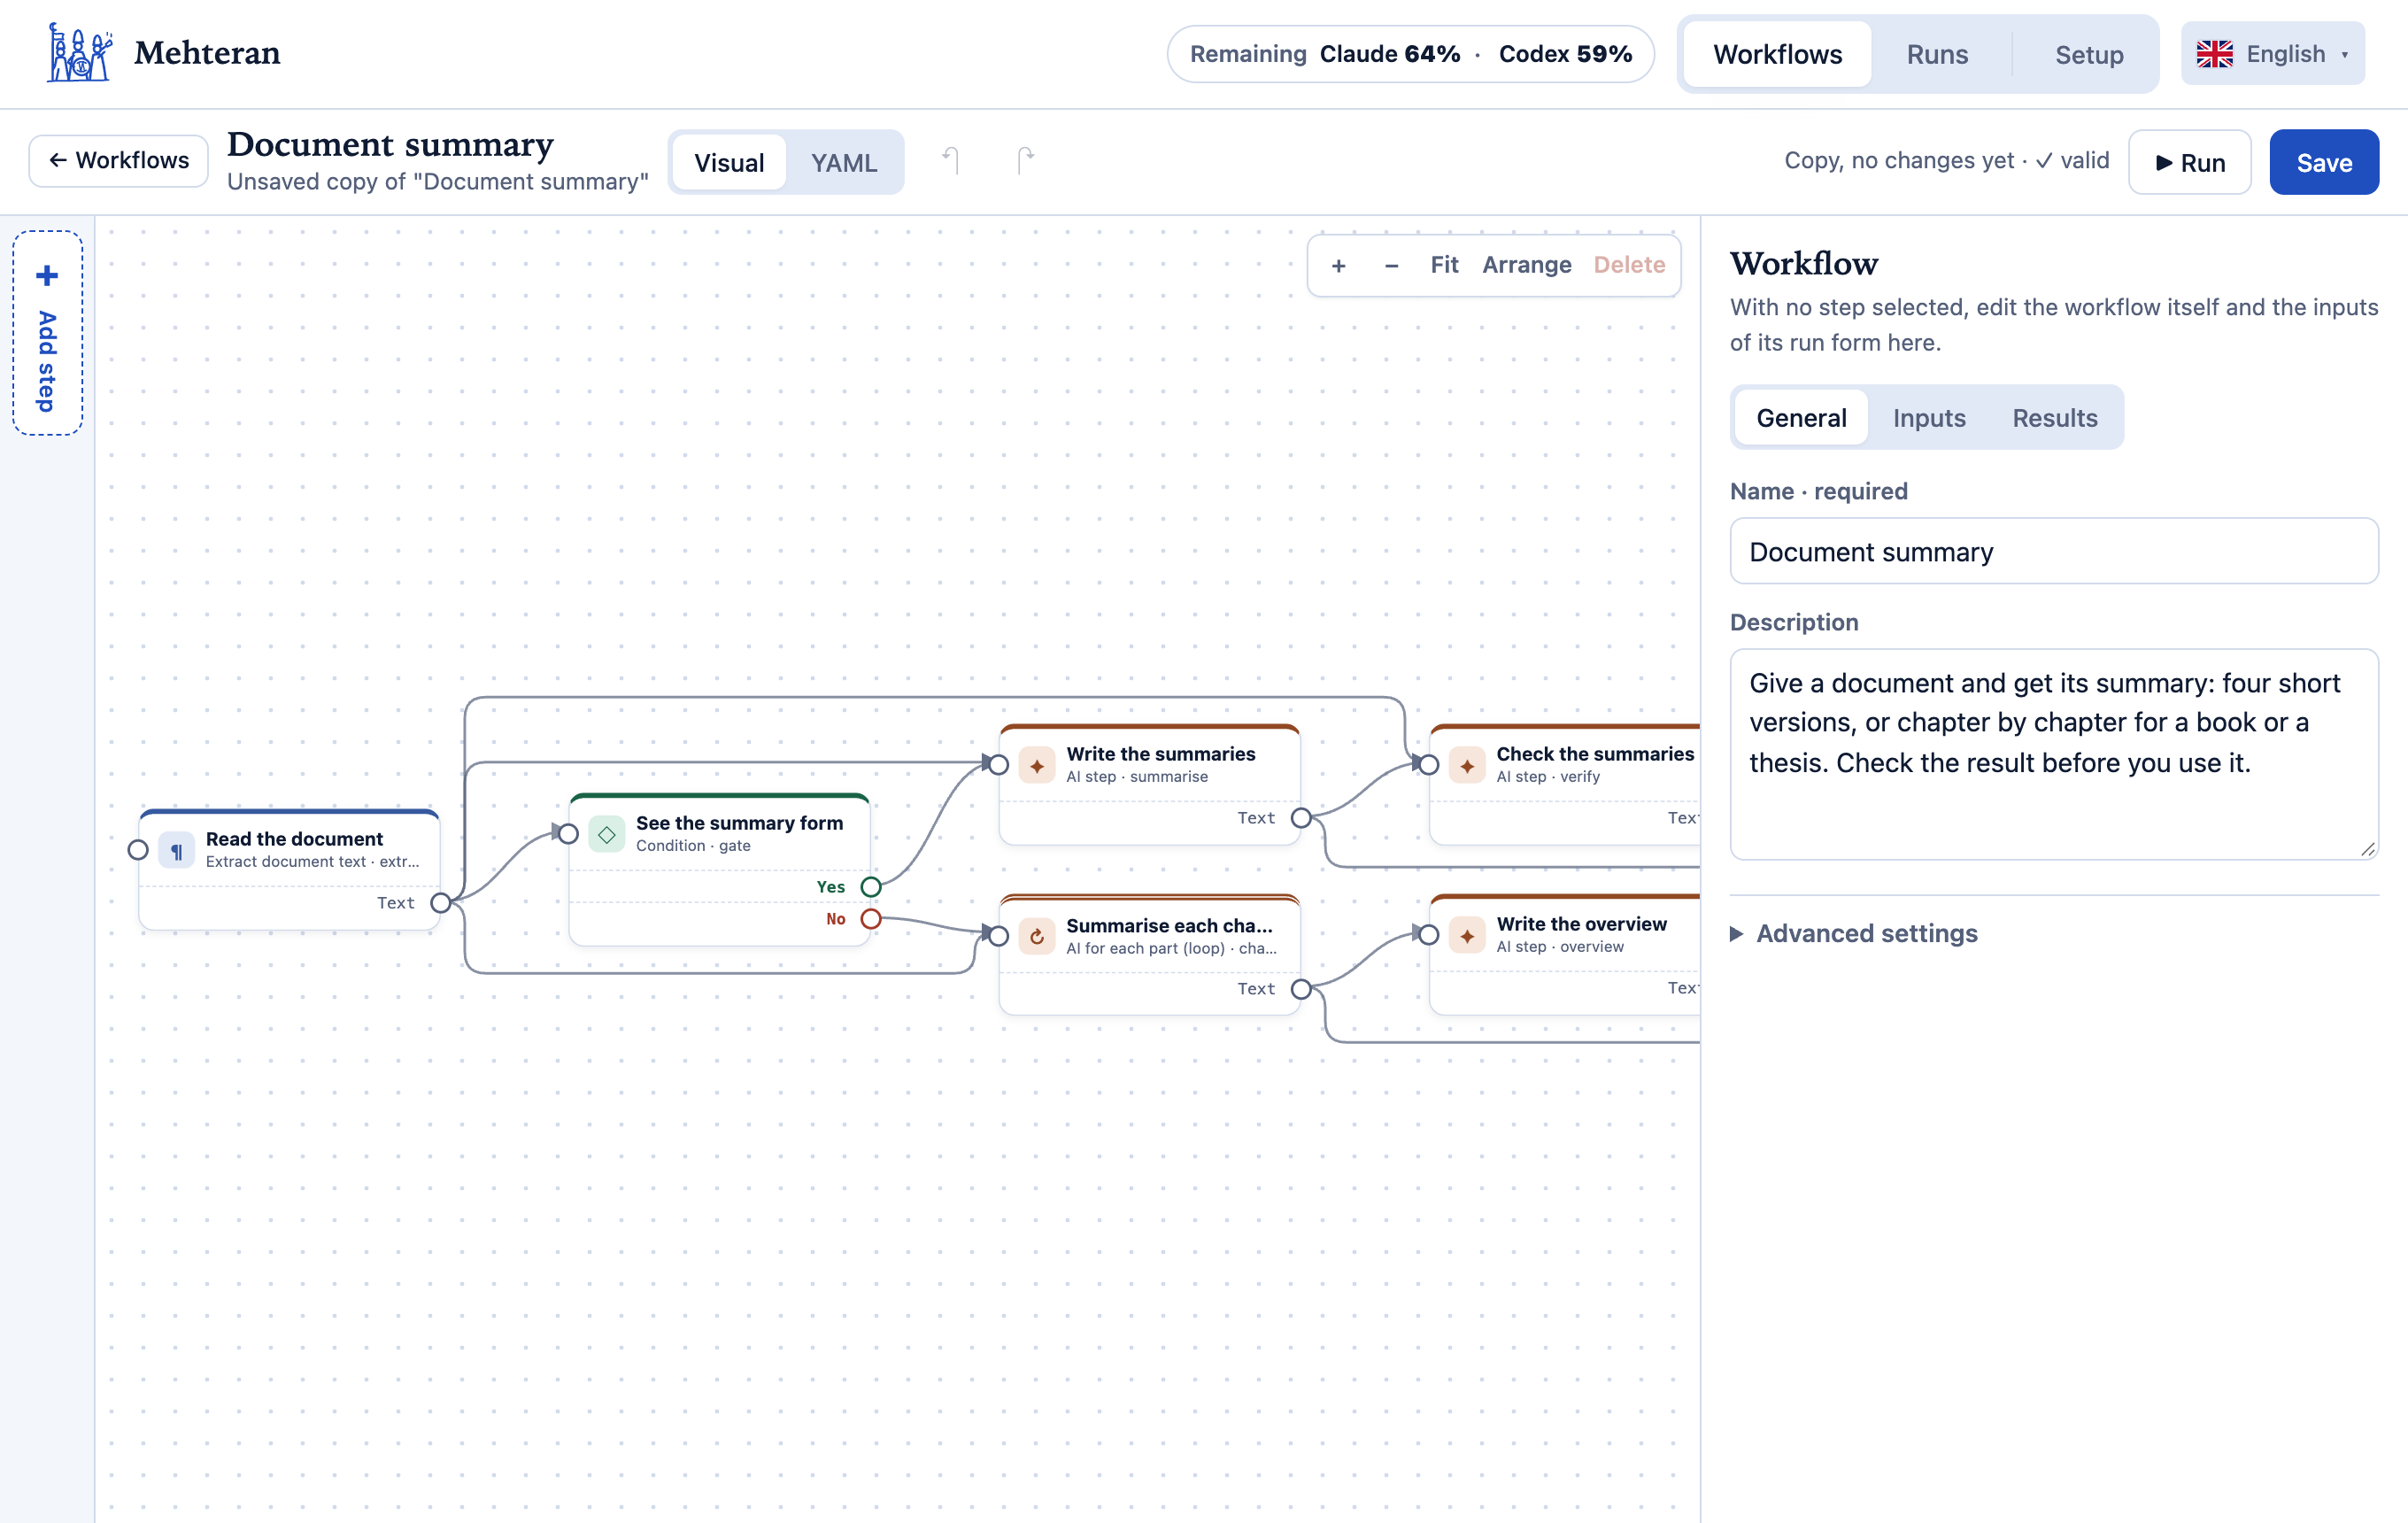 Mehteran
Remaining Claude 64% · Codex 59%
Workflows
Runs
Setup
English
← Workflows
Document summary
Unsaved copy of "Document summary"
Visual
YAML
Copy, no changes yet · ✓ valid
▶ Run
Save
+ Add step
+
−
Fit
Arrange
Delete
Read the document
Extract document text · extr...
Text
See the summary form
Condition · gate
Yes
No
Write the summaries
AI step · summarise
Text
Summarise each cha...
AI for each part (loop) · cha...
Text
Check the summaries
AI step · verify
Text
Write the overview
AI step · overview
Text
Workflow
With no step selected, edit the workflow itself and the inputs
of its run form here.
General
Inputs
Results
Name · required
Document summary
Description
Give a document and get its summary: four short
versions, or chapter by chapter for a book or a
thesis. Check the result before you use it.
▶ Advanced settings